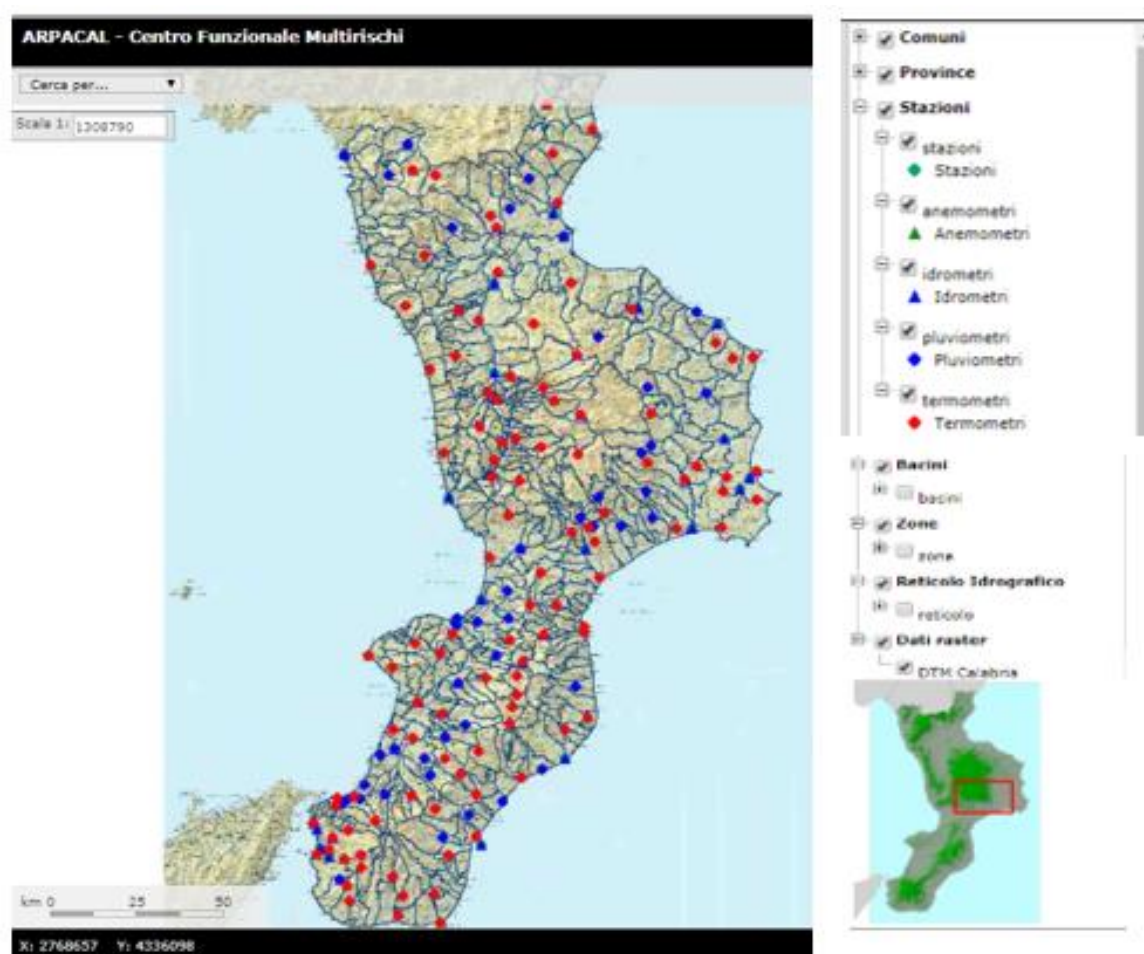 ARPACAL - Centro Funzionale Multirischi
Cerca per...
Scala 1: 1308790
km 0 25 50
X: 2768657 Y: 4336098
Comuni
Province
Stazioni
stazioni
Stazioni
anemometri
Anemometri
idrometri
Idrometri
pluviometri
Pluviometri
termometri
Termometri
Bacini
bacini
Zone
zone
Reticolo Idrografico
reticolo
Dati raster
DTM Calabria